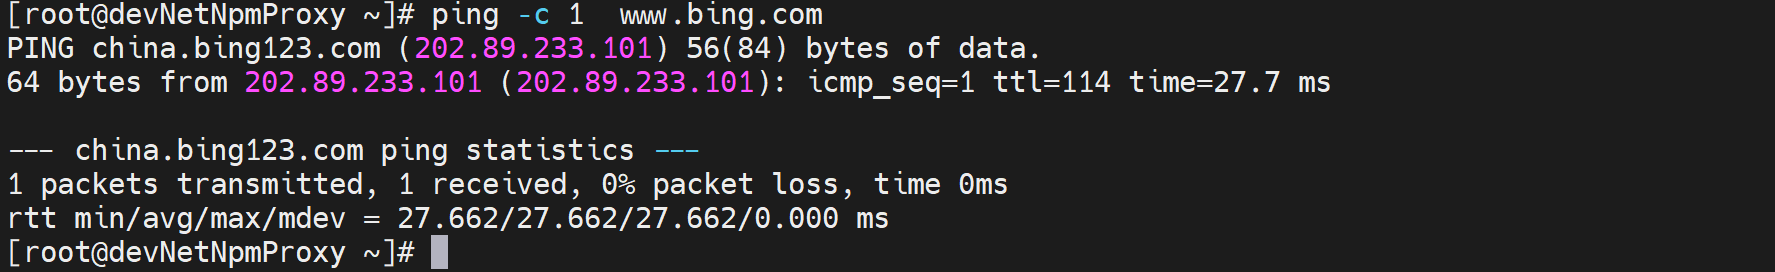 [root@devNetNpmProxy ~]# ping -c 1  www.bing.com
PING china.bing123.com (202.89.233.101) 56(84) bytes of data.
64 bytes from 202.89.233.101 (202.89.233.101): icmp_seq=1 ttl=114 time=27.7 ms

--- china.bing123.com ping statistics ---
1 packets transmitted, 1 received, 0% packet loss, time 0ms
rtt min/avg/max/mdev = 27.662/27.662/27.662/0.000 ms
[root@devNetNpmProxy ~]#